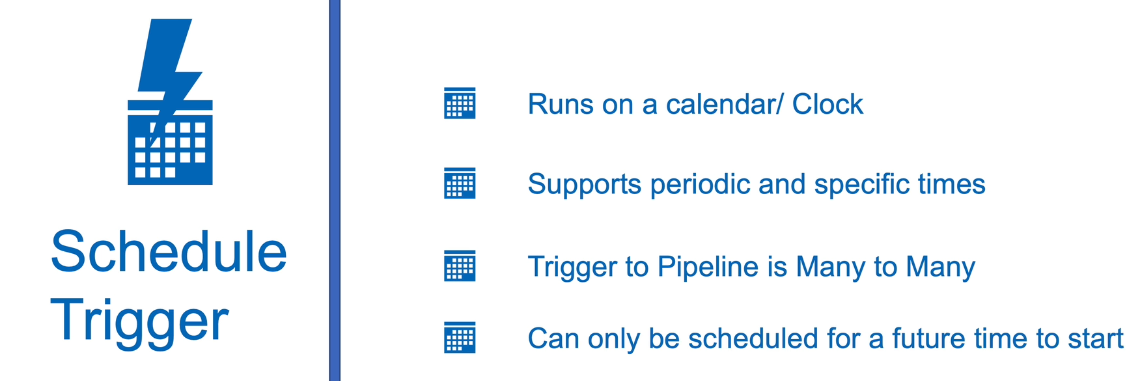 Schedule
Trigger
Runs on a calendar/ Clock
Supports periodic and specific times
Trigger to Pipeline is Many to Many
Can only be scheduled for a future time to start